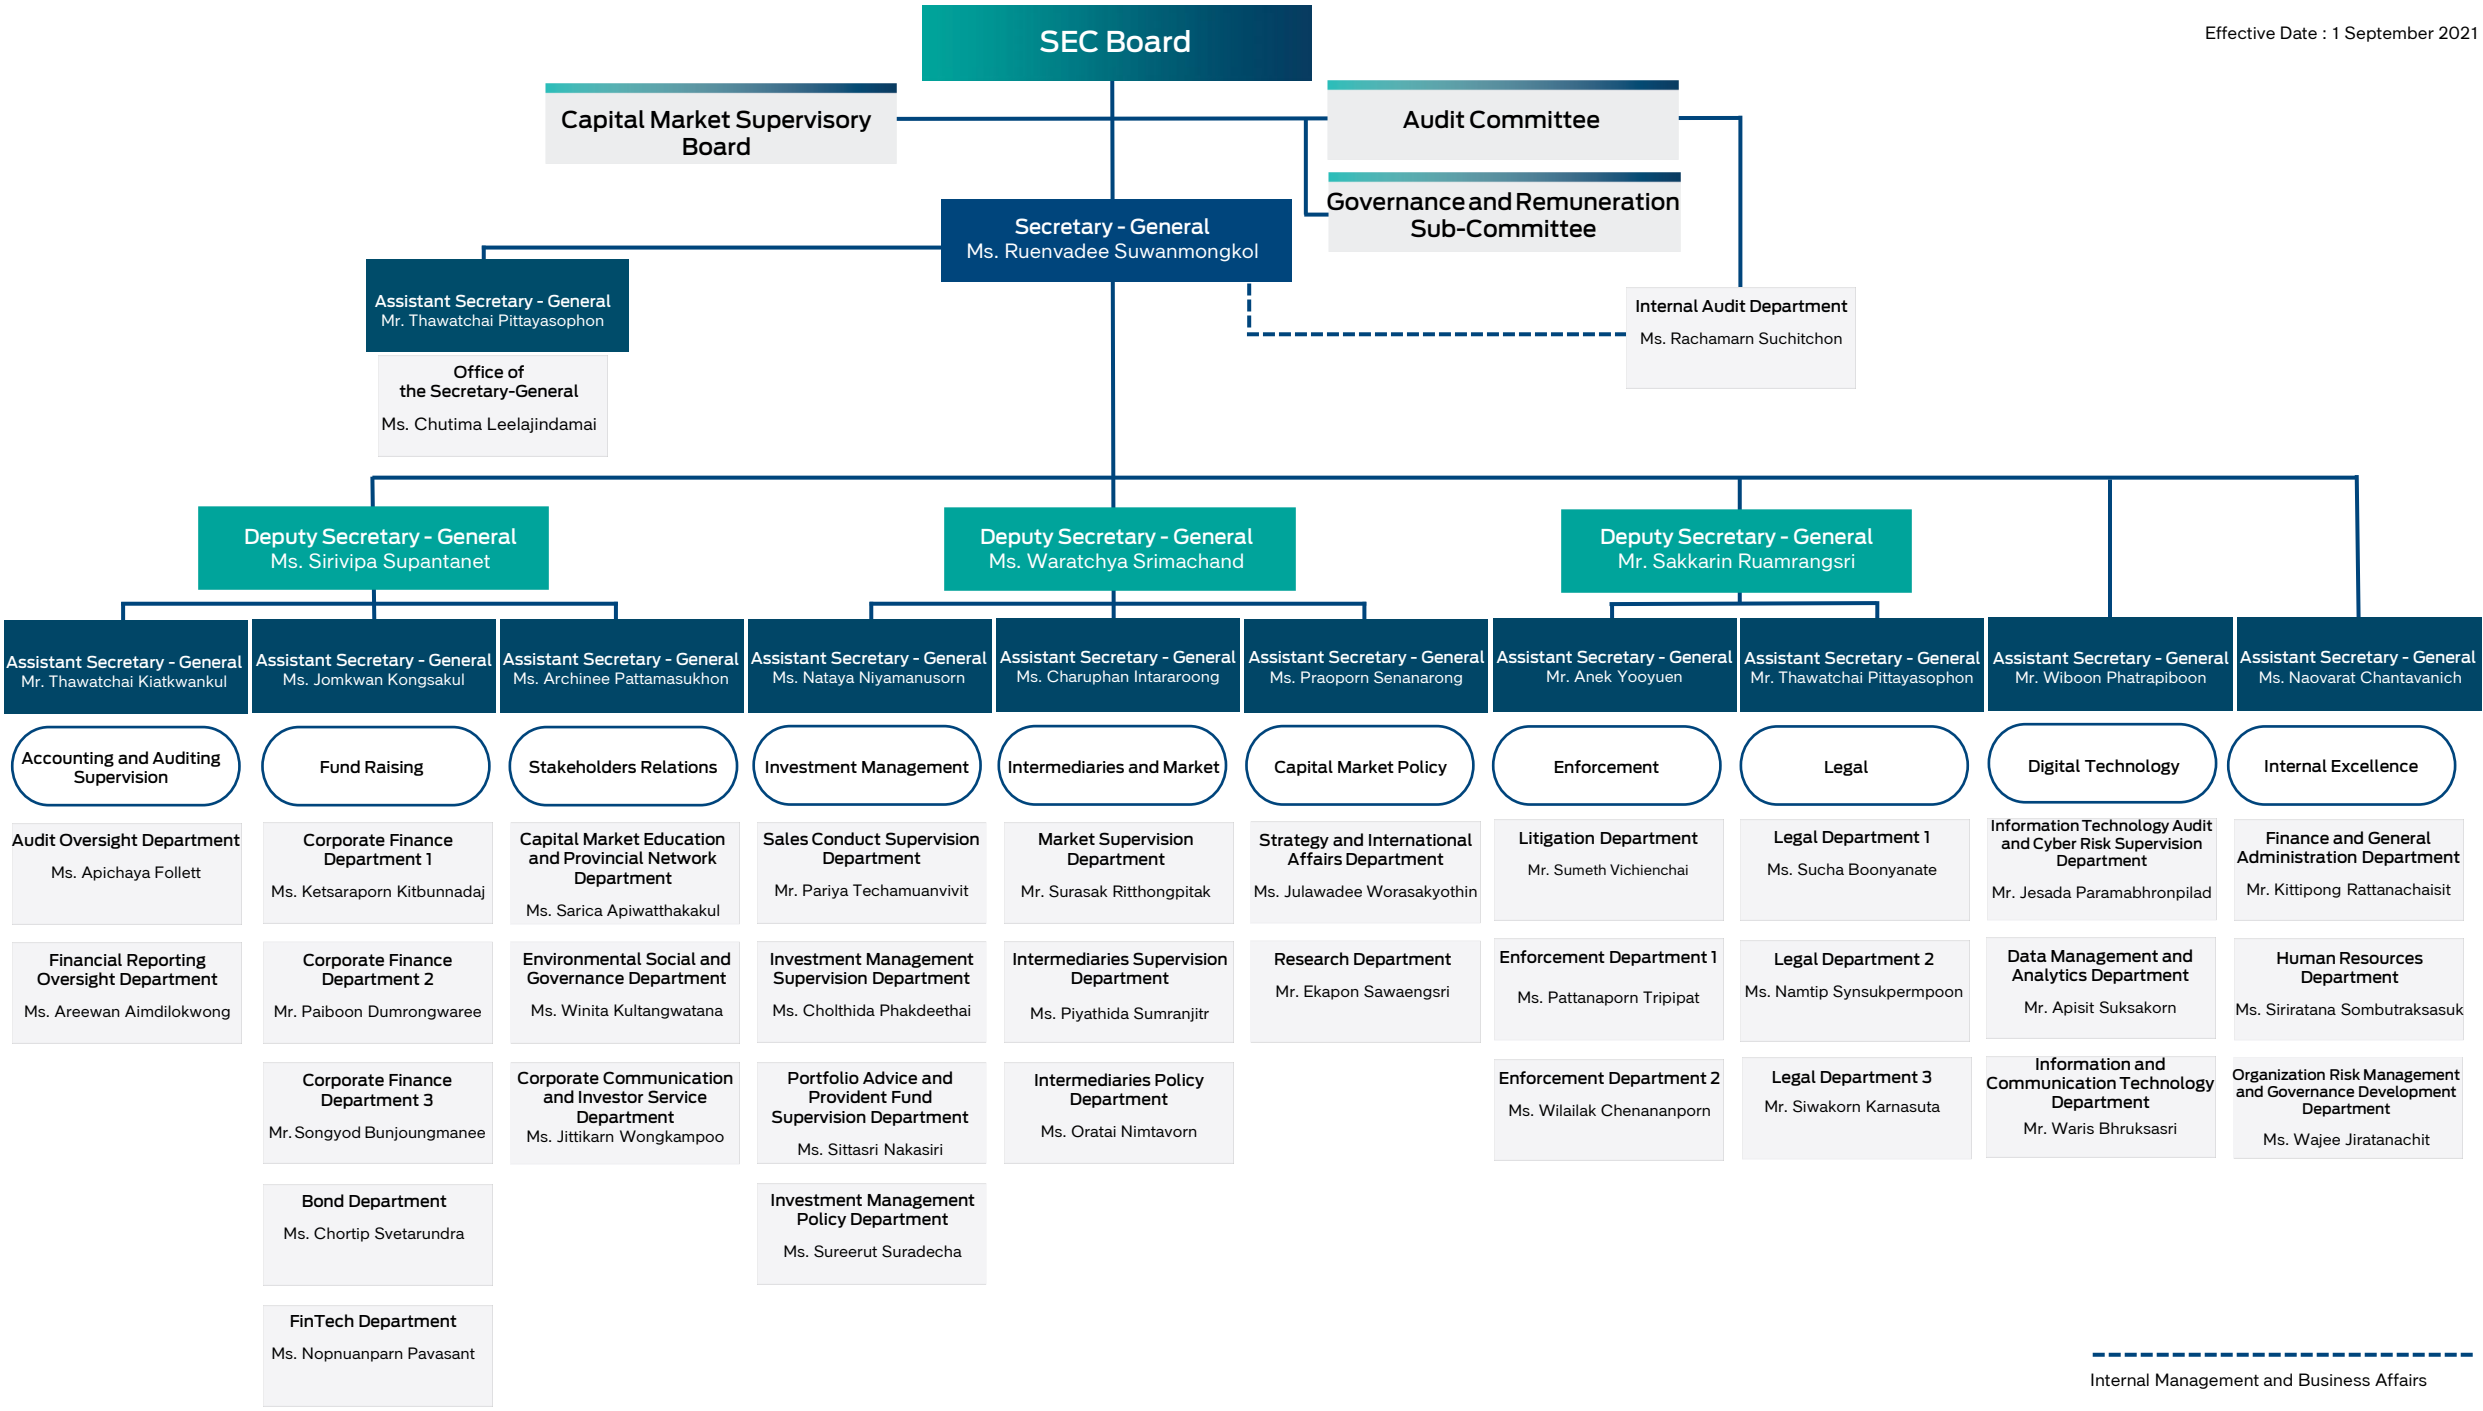 SEC Board
Effective Date : 1 September 2021
Capital Market Supervisory
Board
Audit Committee
Governance and Remuneration
Sub-Committee
Secretary - General
Ms. Ruenvadee Suwanmongkol
Assistant Secretary - General
Mr. Thawatchai Pittayasophon
Office of
the Secretary-General
Ms. Chutima Leelajindamai
Internal Audit Department
Ms. Rachamarn Suchitchon
Deputy Secretary - General
Ms. Sirivipa Supantanet
Deputy Secretary - General
Ms. Waratchya Srimachand
Deputy Secretary - General
Mr. Sakkarin Ruamrangsri
Assistant Secretary - General
Mr. Thawatchai Kiatkwankul
Accounting and Auditing
Supervision
Audit Oversight Department
Ms. Apichaya Follett
Financial Reporting
Oversight Department
Ms. Areewan Aimdilokwong
Assistant Secretary - General
Ms. Jomkwan Kongsakul
Fund Raising
Corporate Finance
Department 1
Ms. Ketsaraporn Kitbunnadaj
Corporate Finance
Department 2
Mr. Paiboon Dumrongwaree
Corporate Finance
Department 3
Mr. Songyod Bunjoungmanee
Bond Department
Ms. Chortip Svetarundra
FinTech Department
Ms. Nopnuanparn Pavasant
Assistant Secretary - General
Ms. Archinee Pattamasukhon
Stakeholders Relations
Capital Market Education
and Provincial Network
Department
Ms. Sarica Apiwatthakakul
Environmental Social and
Governance Department
Ms. Winita Kultangwatana
Corporate Communication
and Investor Service
Department
Ms. Jittikarn Wongkampoo
Assistant Secretary - General
Ms. Nataya Niyamanusorn
Investment Management
Sales Conduct Supervision
Department
Mr. Pariya Techamuanvivit
Investment Management
Supervision Department
Ms. Cholthida Phakdeethai
Portfolio Advice and
Provident Fund
Supervision Department
Ms. Sittasri Nakasiri
Investment Management
Policy Department
Ms. Sureerut Suradecha
Assistant Secretary - General
Ms. Charuphan Intararoong
Intermediaries and Market
Market Supervision
Department
Mr. Surasak Ritthongpitak
Intermediaries Supervision
Department
Ms. Piyathida Sumranjitr
Intermediaries Policy
Department
Ms. Oratai Nimtavorn
Assistant Secretary - General
Ms. Praoporn Senanarong
Capital Market Policy
Strategy and International
Affairs Department
Ms. Julawadee Worasakyothin
Research Department
Mr. Ekapon Sawaengsri
Assistant Secretary - General
Mr. Anek Yooyuen
Enforcement
Litigation Department
Mr. Sumeth Vichienchai
Enforcement Department 1
Ms. Pattanaporn Tripipat
Enforcement Department 2
Ms. Wilailak Chenananporn
Assistant Secretary - General
Mr. Thawatchai Pittayasophon
Legal
Legal Department 1
Ms. Sucha Boonyanate
Legal Department 2
Ms. Namtip Synsukpermpoon
Legal Department 3
Mr. Siwakorn Karnasuta
Assistant Secretary - General
Mr. Wiboon Phatrapiboon
Digital Technology
Information Technology Audit
and Cyber Risk Supervision
Department
Mr. Jesada Paramabhronpilad
Data Management and
Analytics Department
Mr. Apisit Suksakorn
Information and
Communication Technology
Department
Mr. Waris Bhruksasri
Assistant Secretary - General
Ms. Naovarat Chantavanich
Internal Excellence
Finance and General
Administration Department
Mr. Kittipong Rattanachaisit
Human Resources
Department
Ms. Siriratana Sombutraksasuk
Organization Risk Management
and Governance Development
Department
Ms. Wajee Jiratanachit
Internal Management and Business Affairs